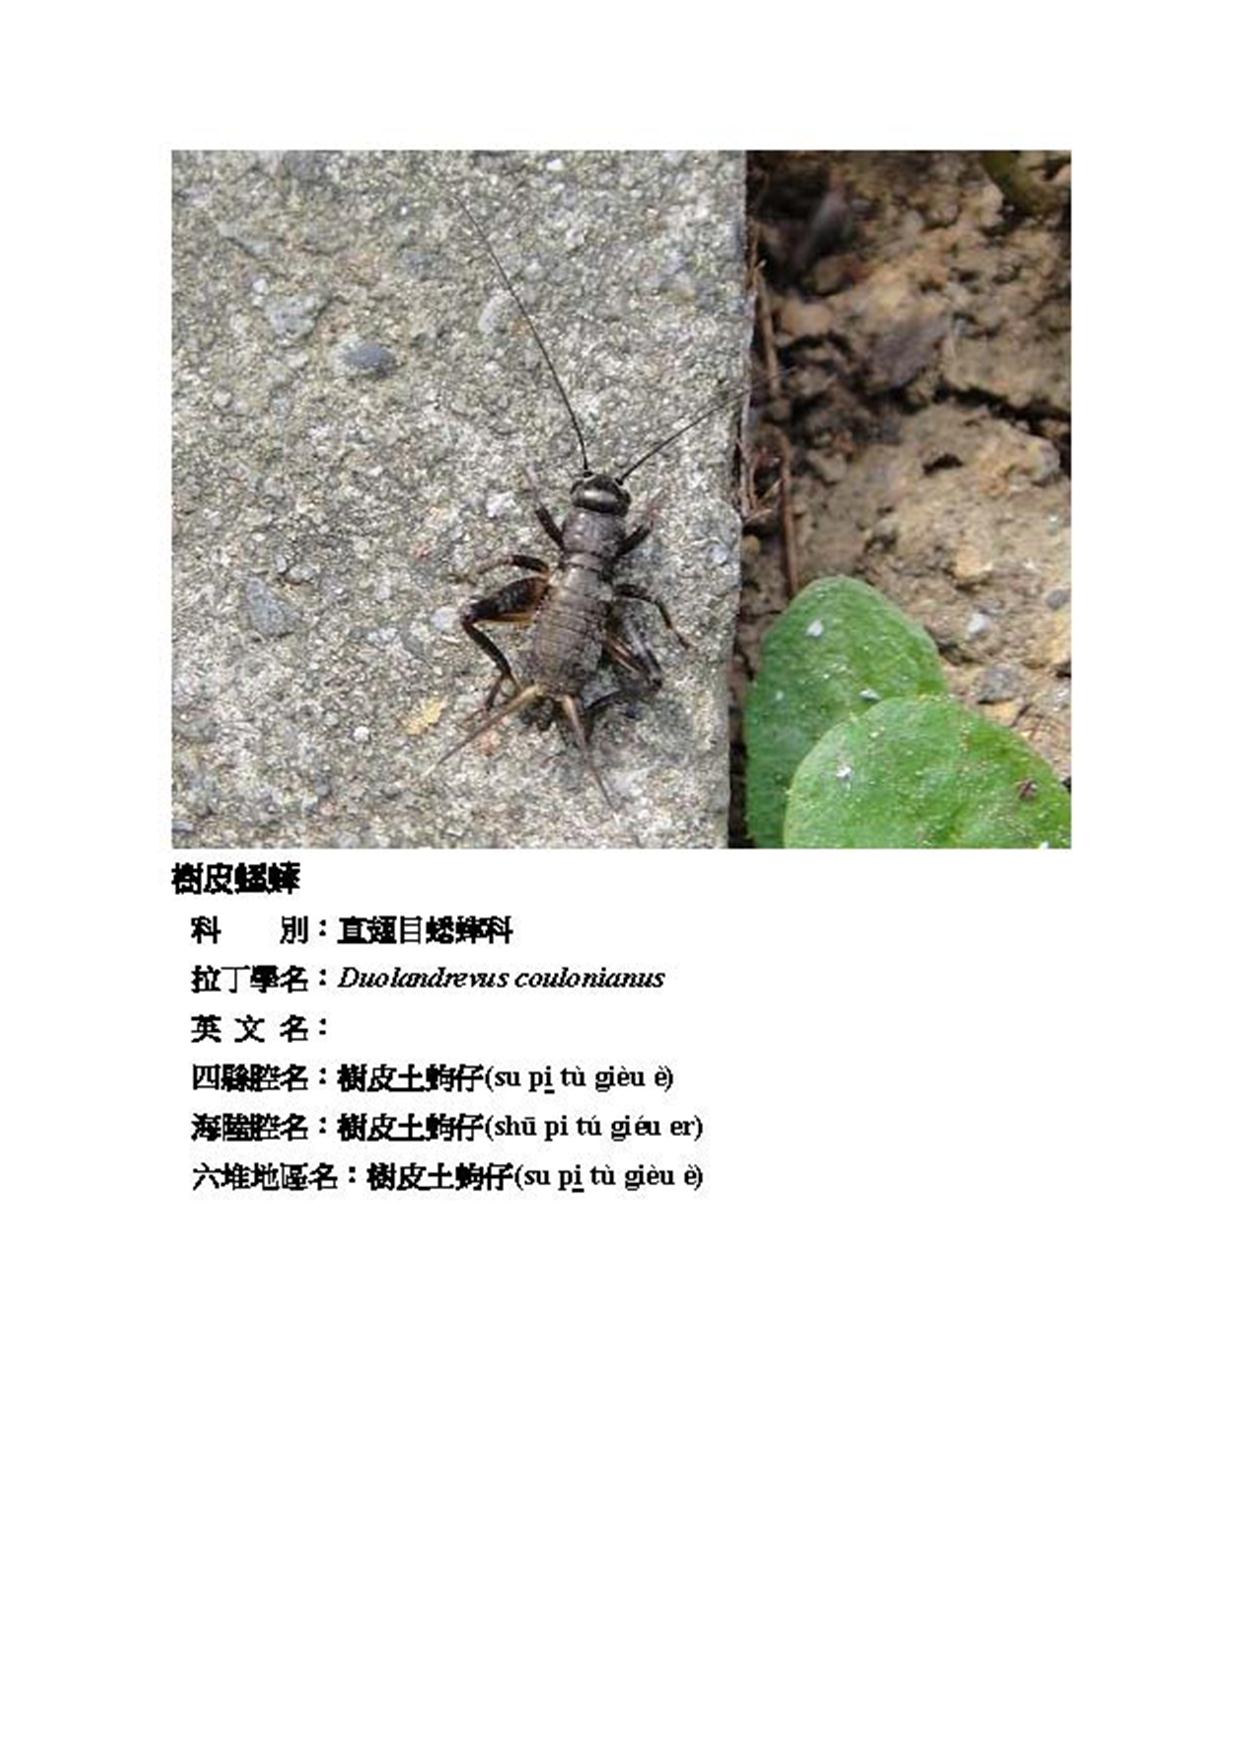 樹皮蟋蟀
科　　別：直翅目蟋蟀科
拉丁學名：Duolandrevus coulonianus
英 文 名：
四縣腔名：樹皮土蚼仔(su pi tù gièu è)
海陸腔名：樹皮土蚼仔(shū pi tú giéu er)
六堆地區名：樹皮土蚼仔(su pi tù gièu è)